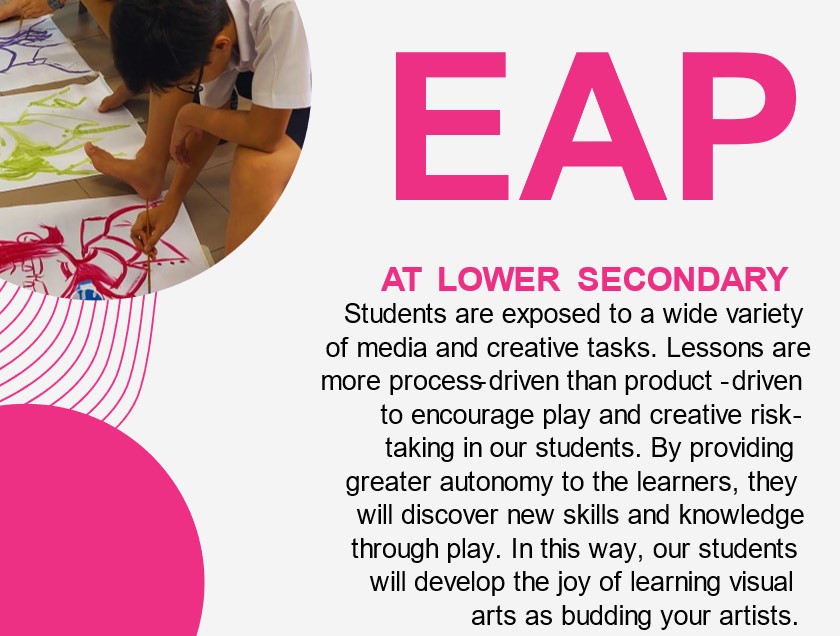 EAP
AT LOWER SECONDARY
Students are exposed to a wide variety
of media and creative tasks. Lessons are
more process-driven than product -driven
to encourage play and creative risk-
taking in our students. By providing
greater autonomy to the learners, they
will discover new skills and knowledge
through play. In this way, our students
will develop the joy of learning visual
arts as budding your artists.